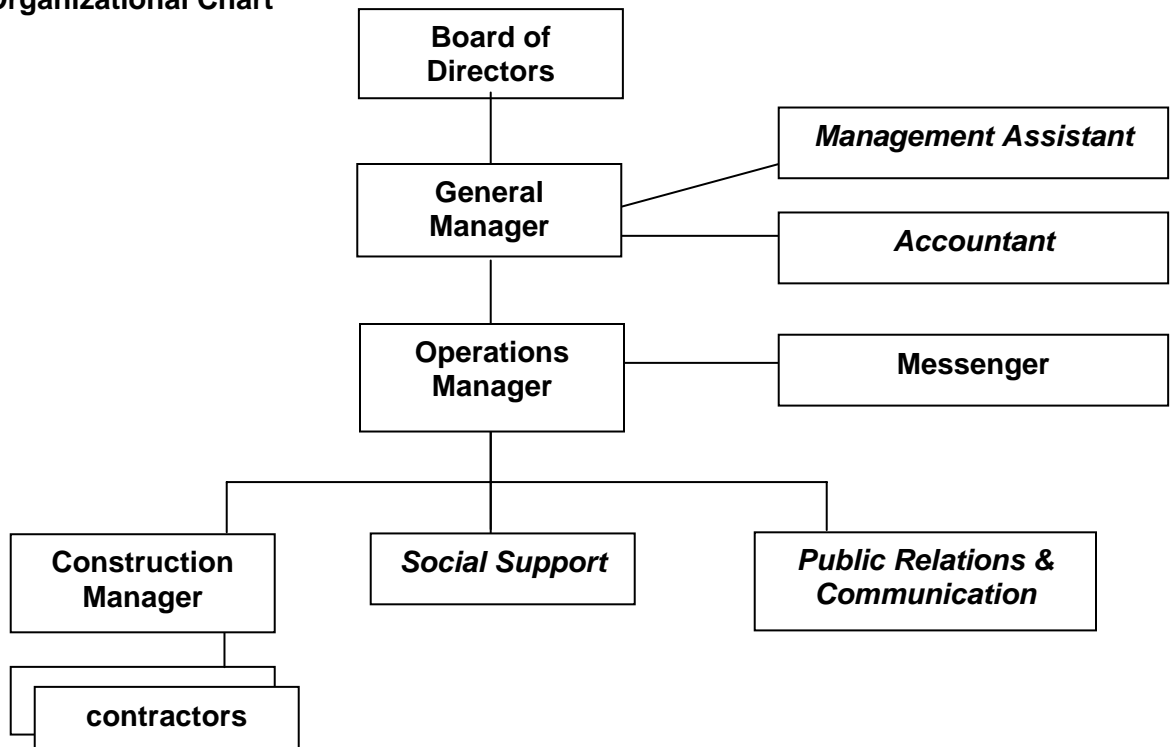 Organizational Chart
Board of
Directors
Management Assistant
General
Manager
Accountant
Operations
Manager
Messenger
Construction
Manager
Social Support
Public Relations &
Communication
contractors